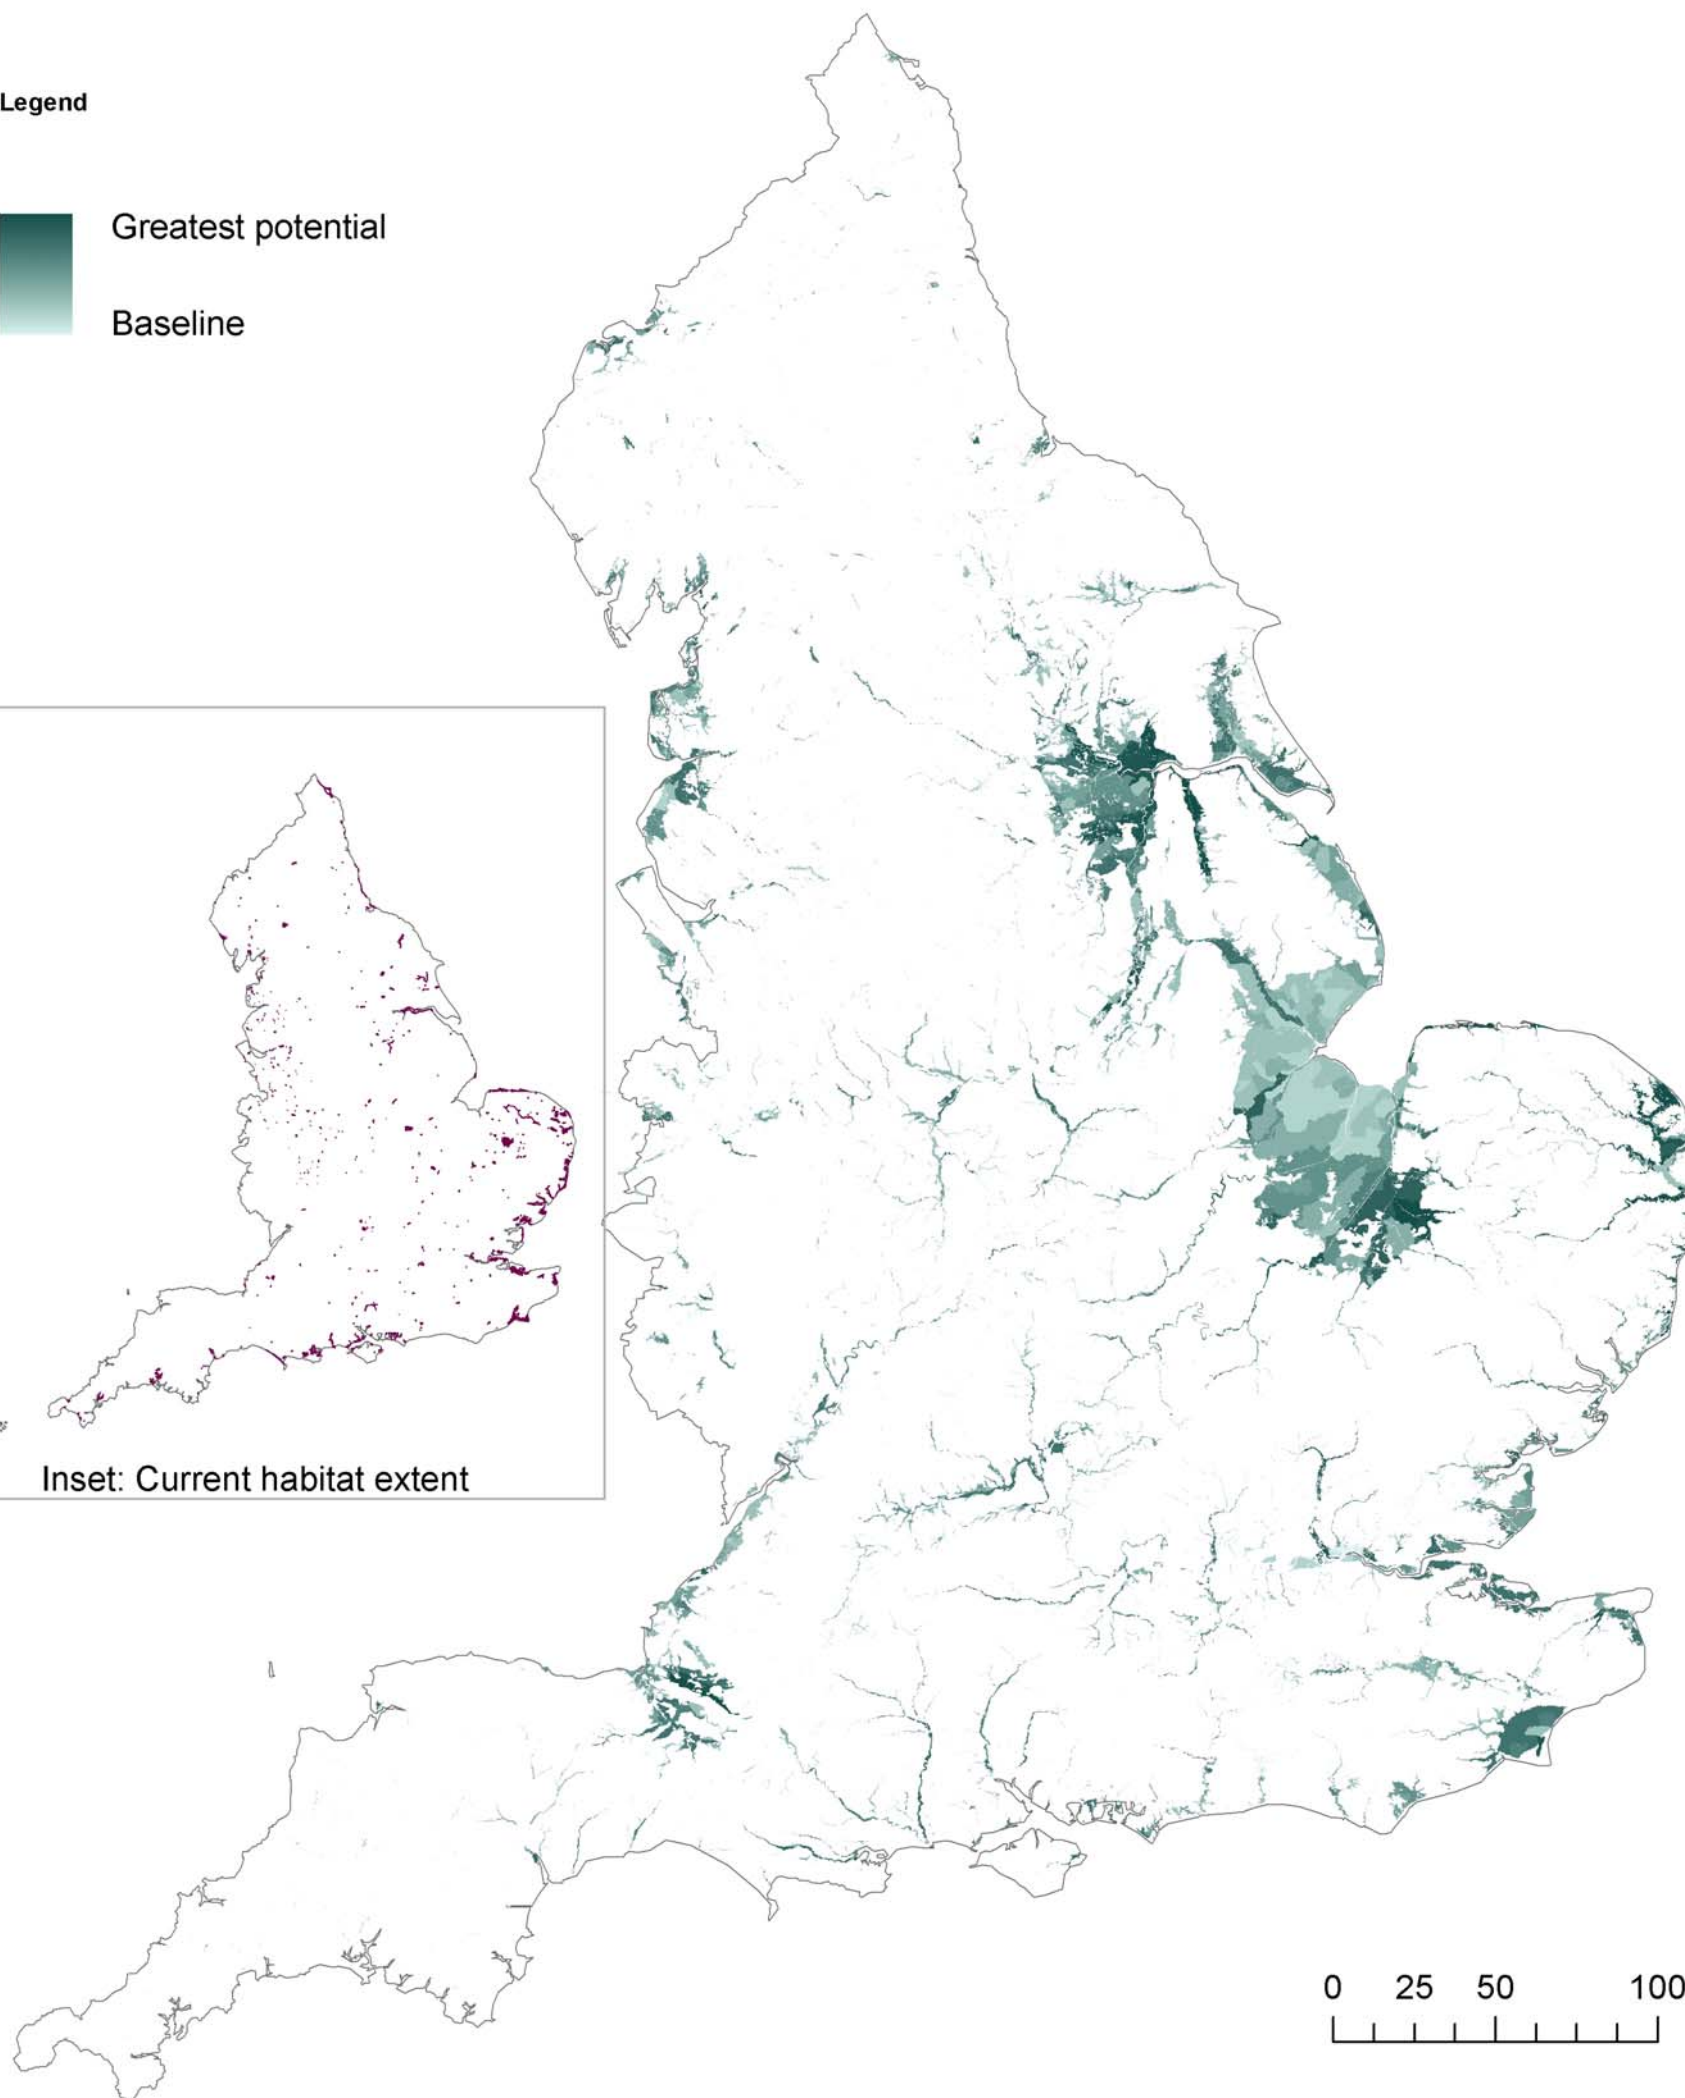 Legend
Greatest potential
Baseline
Inset: Current habitat extent
0 25 50 100